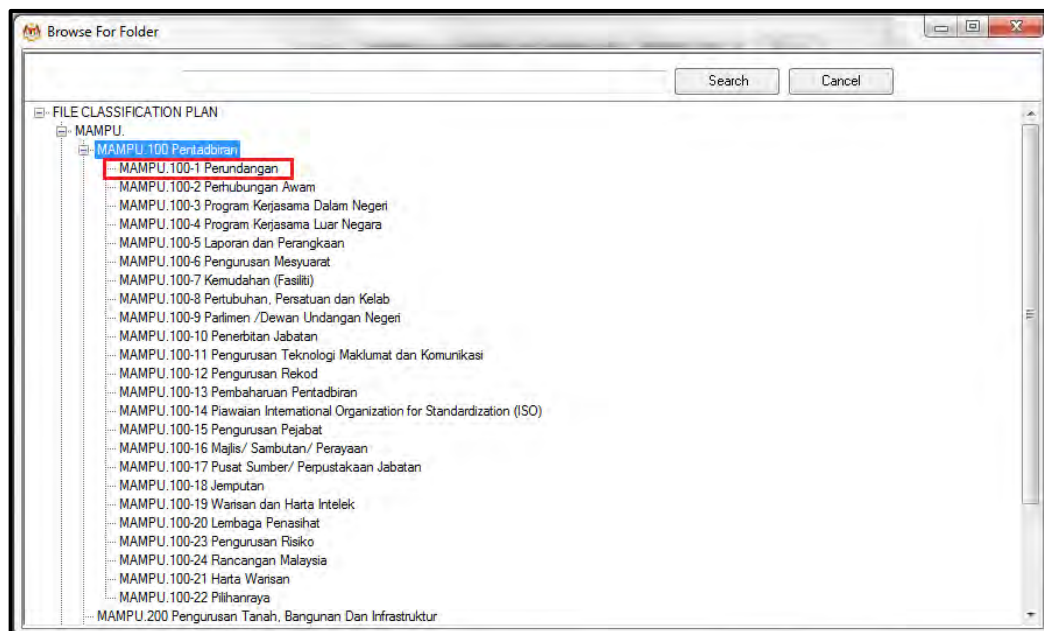 Browse For Folder
Search Cancel
FILE CLASSIFICATION PLAN
MAMPU.
MAMPU.100 Pentadbiran
MAMPU.100-1 Perundangan
MAMPU.100-2 Perhubungan Awam
MAMPU.100-3 Program Kerjasama Dalam Negeri
MAMPU.100-4 Program Kerjasama Luar Negara
MAMPU.100-5 Laporan dan Perangkaan
MAMPU.100-6 Pengurusan Mesyuarat
MAMPU.100-7 Kemudahan (Fasiliti)
MAMPU.100-8 Pertubuhan, Persatuan dan Kelab
MAMPU.100-9 Parlimen /Dewan Undangan Negeri
MAMPU.100-10 Penerbitan Jabatan
MAMPU.100-11 Pengurusan Teknologi Maklumat dan Komunikasi
MAMPU.100-12 Pengurusan Rekod
MAMPU.100-13 Pembaharuan Pentadbiran
MAMPU.100-14 Piawaian International Organization for Standardization (ISO)
MAMPU.100-15 Pengurusan Pejabat
MAMPU.100-16 Majlis/ Sambutan/ Perayaan
MAMPU.100-17 Pusat Sumber/ Perpustakaan Jabatan
MAMPU.100-18 Jemputan
MAMPU.100-19 Warisan dan Harta Intelek
MAMPU.100-20 Lembaga Penasihat
MAMPU.100-23 Pengurusan Risiko
MAMPU.100-24 Rancangan Malaysia
MAMPU.100-21 Harta Warisan
MAMPU.100-22 Pilihanraya
MAMPU.200 Pengurusan Tanah, Bangunan Dan Infrastruktur